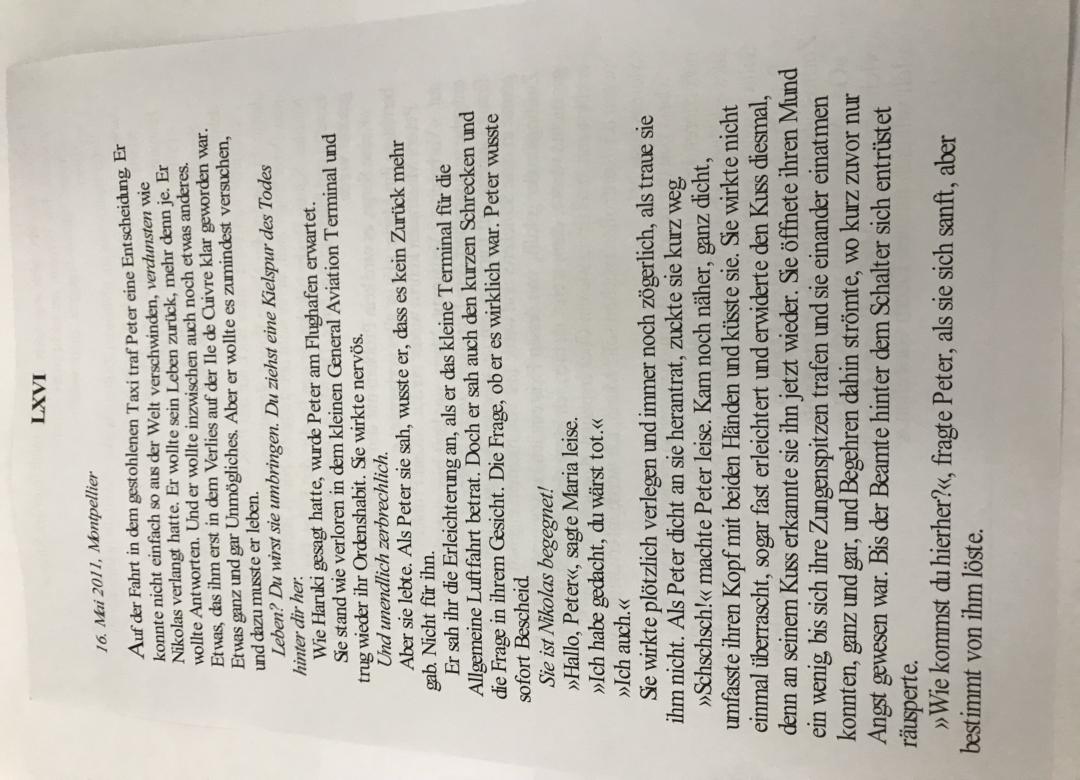 LXVI
16. Mai 2011, Montpellier
Auf der Fahrt in dem gestohlenen Taxi traf Peter eine Entscheidung. Er
konnte nicht einfach so aus der Welt verschwinden, verdunsten wie
Nikolas verlangt hatte. Er wollte sein Leben zurück, mehr denn je. Er
wollte Antworten. Und er wollte inzwischen auch noch etwas anderes.
Etwas, das ihm erst in dem Verlies auf der Ile de Cuivre klar geworden war.
Etwas ganz und gar Unmögliches. Aber er wollte es zumindest versuchen,
und dazu musste er leben.
Leben? Du wirst sie umbringen. Du ziehst eine Kielspur des Todes
hinter dir her.
Wie Haruki gesagt hatte, wurde Peter am Flughafen erwartet.
Sie stand wie verloren in dem kleinen General Aviation Terminal und
trug wieder ihr Ordenshabit. Sie wirkte nervös.
Und unendlich zerbrechlich.
Aber sie lebte. Als Peter sie sah, wusste er, dass es kein Zurück mehr
gab. Nicht für ihn.
Er sah ihr die Erleichterung an, als er das kleine Terminal für die
Allgemeine Luftfahrt betrat. Doch er sah auch den kurzen Schrecken und
die Frage in ihrem Gesicht. Die Frage, ob er es wirklich war. Peter wusste
sofort Bescheid.
Sie ist Nikolas begegnet!
»Hallo, Peter«, sagte Maria leise.
»Ich habe gedacht, du wärst tot.«
»Ich auch.«
Sie wirkte plötzlich verlegen und immer noch zögerlich, als traue sie
ihm nicht. Als Peter dicht an sie herantrat, zuckte sie kurz weg.
»Schschsch!« machte Peter leise. Kam noch näher, ganz dicht,
umfasste ihren Kopf mit beiden Händen und küsste sie. Sie wirkte nicht
einmal überrascht, sogar fast erleichtert und erwiderte den Kuss diesmal,
denn an seinem Kuss erkannte sie ihn jetzt wieder. Sie öffnete ihren Mund
ein wenig, bis sich ihre Zungenspitzen trafen und sie einander einatmen
konnten, ganz und gar, und Begehren dahin strömte, wo kurz zuvor nur
Angst gewesen war. Bis der Beamte hinter dem Schalter sich entrüstet
räusperte.
»Wie kommst du hierher?«, fragte Peter, als sie sich sanft, aber
bestimmt von ihm löste.